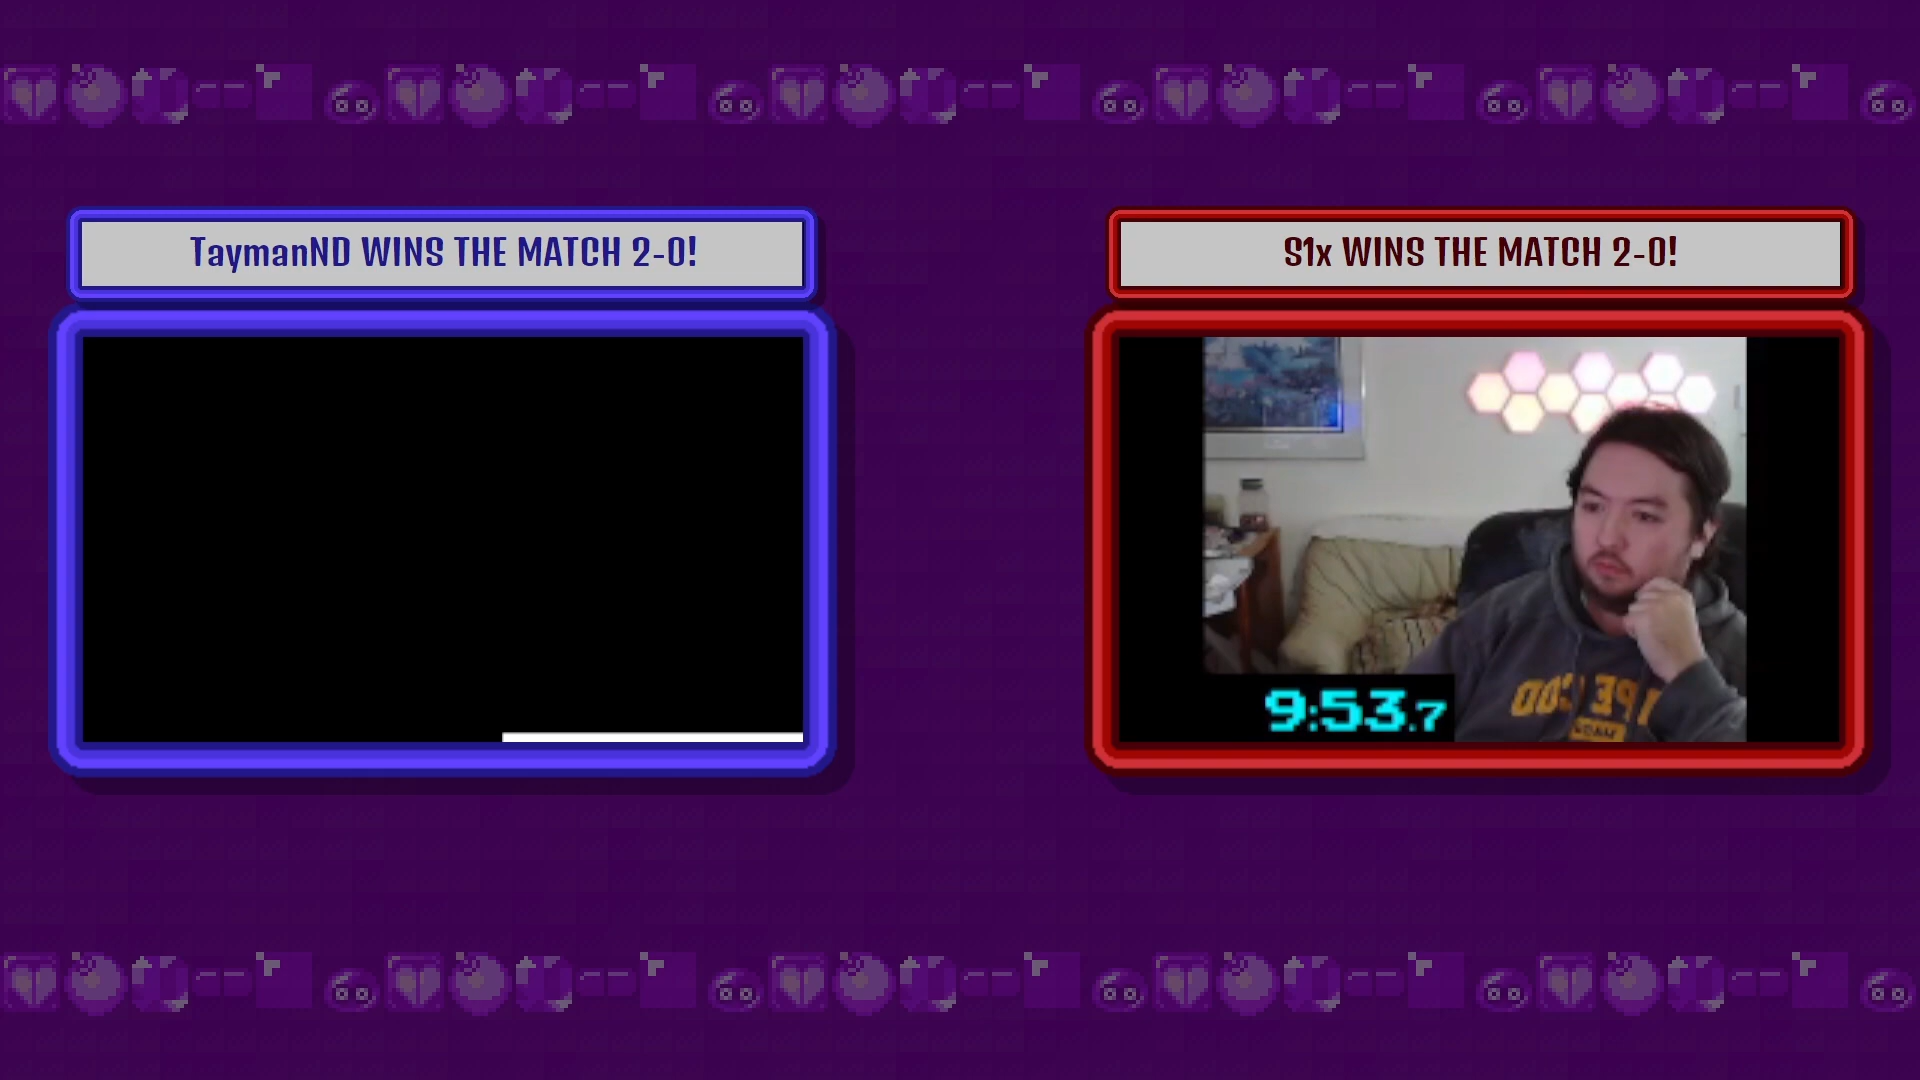 TaymanND WINS THE MATCH 2-0!
S1x WINS THE MATCH 2-0!
9:53.7